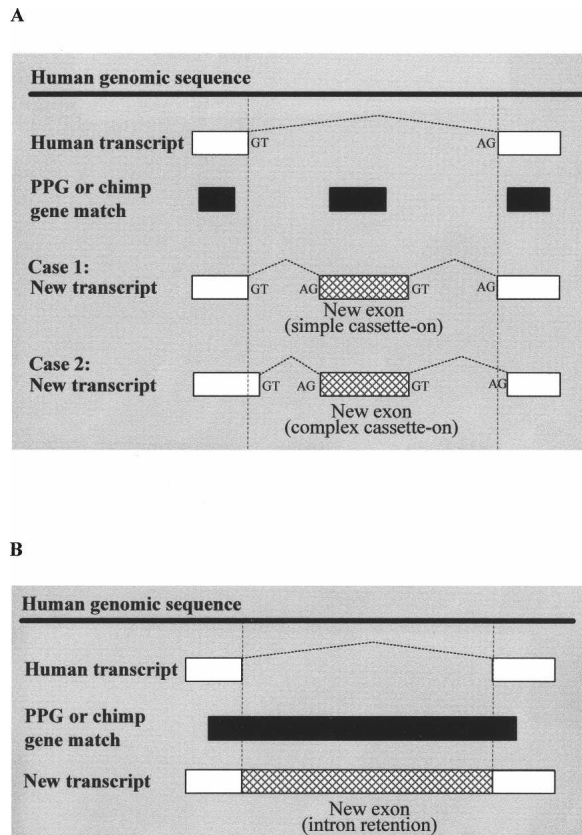 A
Human genomic sequence
Human transcript
GT
AG
PPG or chimp
gene match
Case 1:
New transcript
GT
AG
GT
AG
New exon
(simple cassette-on)
Case 2:
New transcript
GT
AG
GT
AG
New exon
(complex cassette-on)
B
Human genomic sequence
Human transcript
PPG or chimp
gene match
New transcript
New exon
(intron retention)